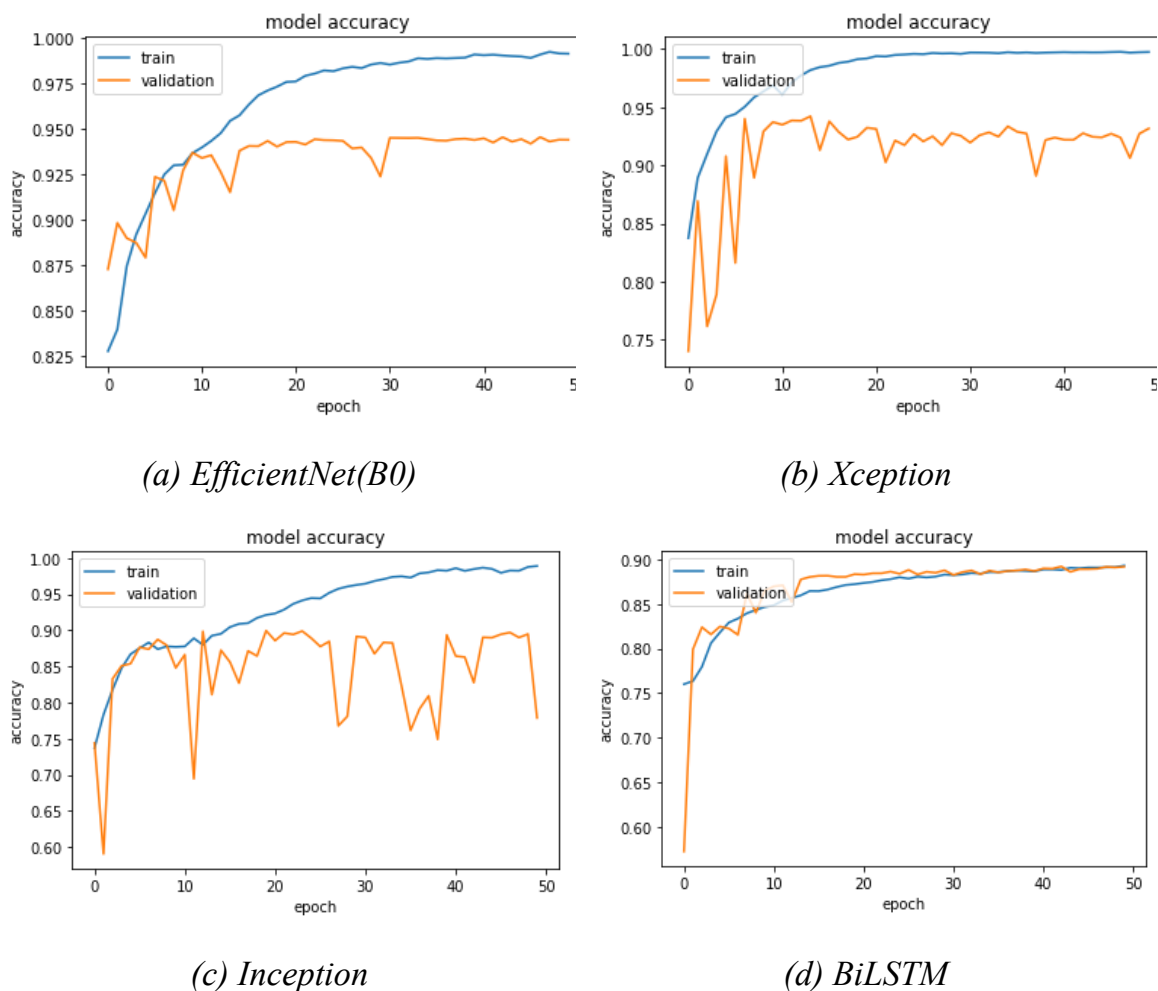 model accuracy
1.000
0.975
0.950
0.925
0.900
0.875
0.850
0.825
accuracy
train
validation
0 10 20 30 40 5
epoch
(a) EfficientNet(B0)
model accuracy
1.00
0.95
0.90
0.85
0.80
0.75
accuracy
train
validation
0 10 20 30 40 5
epoch
(b) Xception
model accuracy
1.00
0.95
0.90
0.85
0.80
0.75
0.70
0.65
0.60
accuracy
train
validation
0 10 20 30 40 50
epoch
(c) Inception
model accuracy
0.90
0.85
0.80
0.75
0.70
0.65
0.60
accuracy
train
validation
0 10 20 30 40 50
epoch
(d) BiLSTM